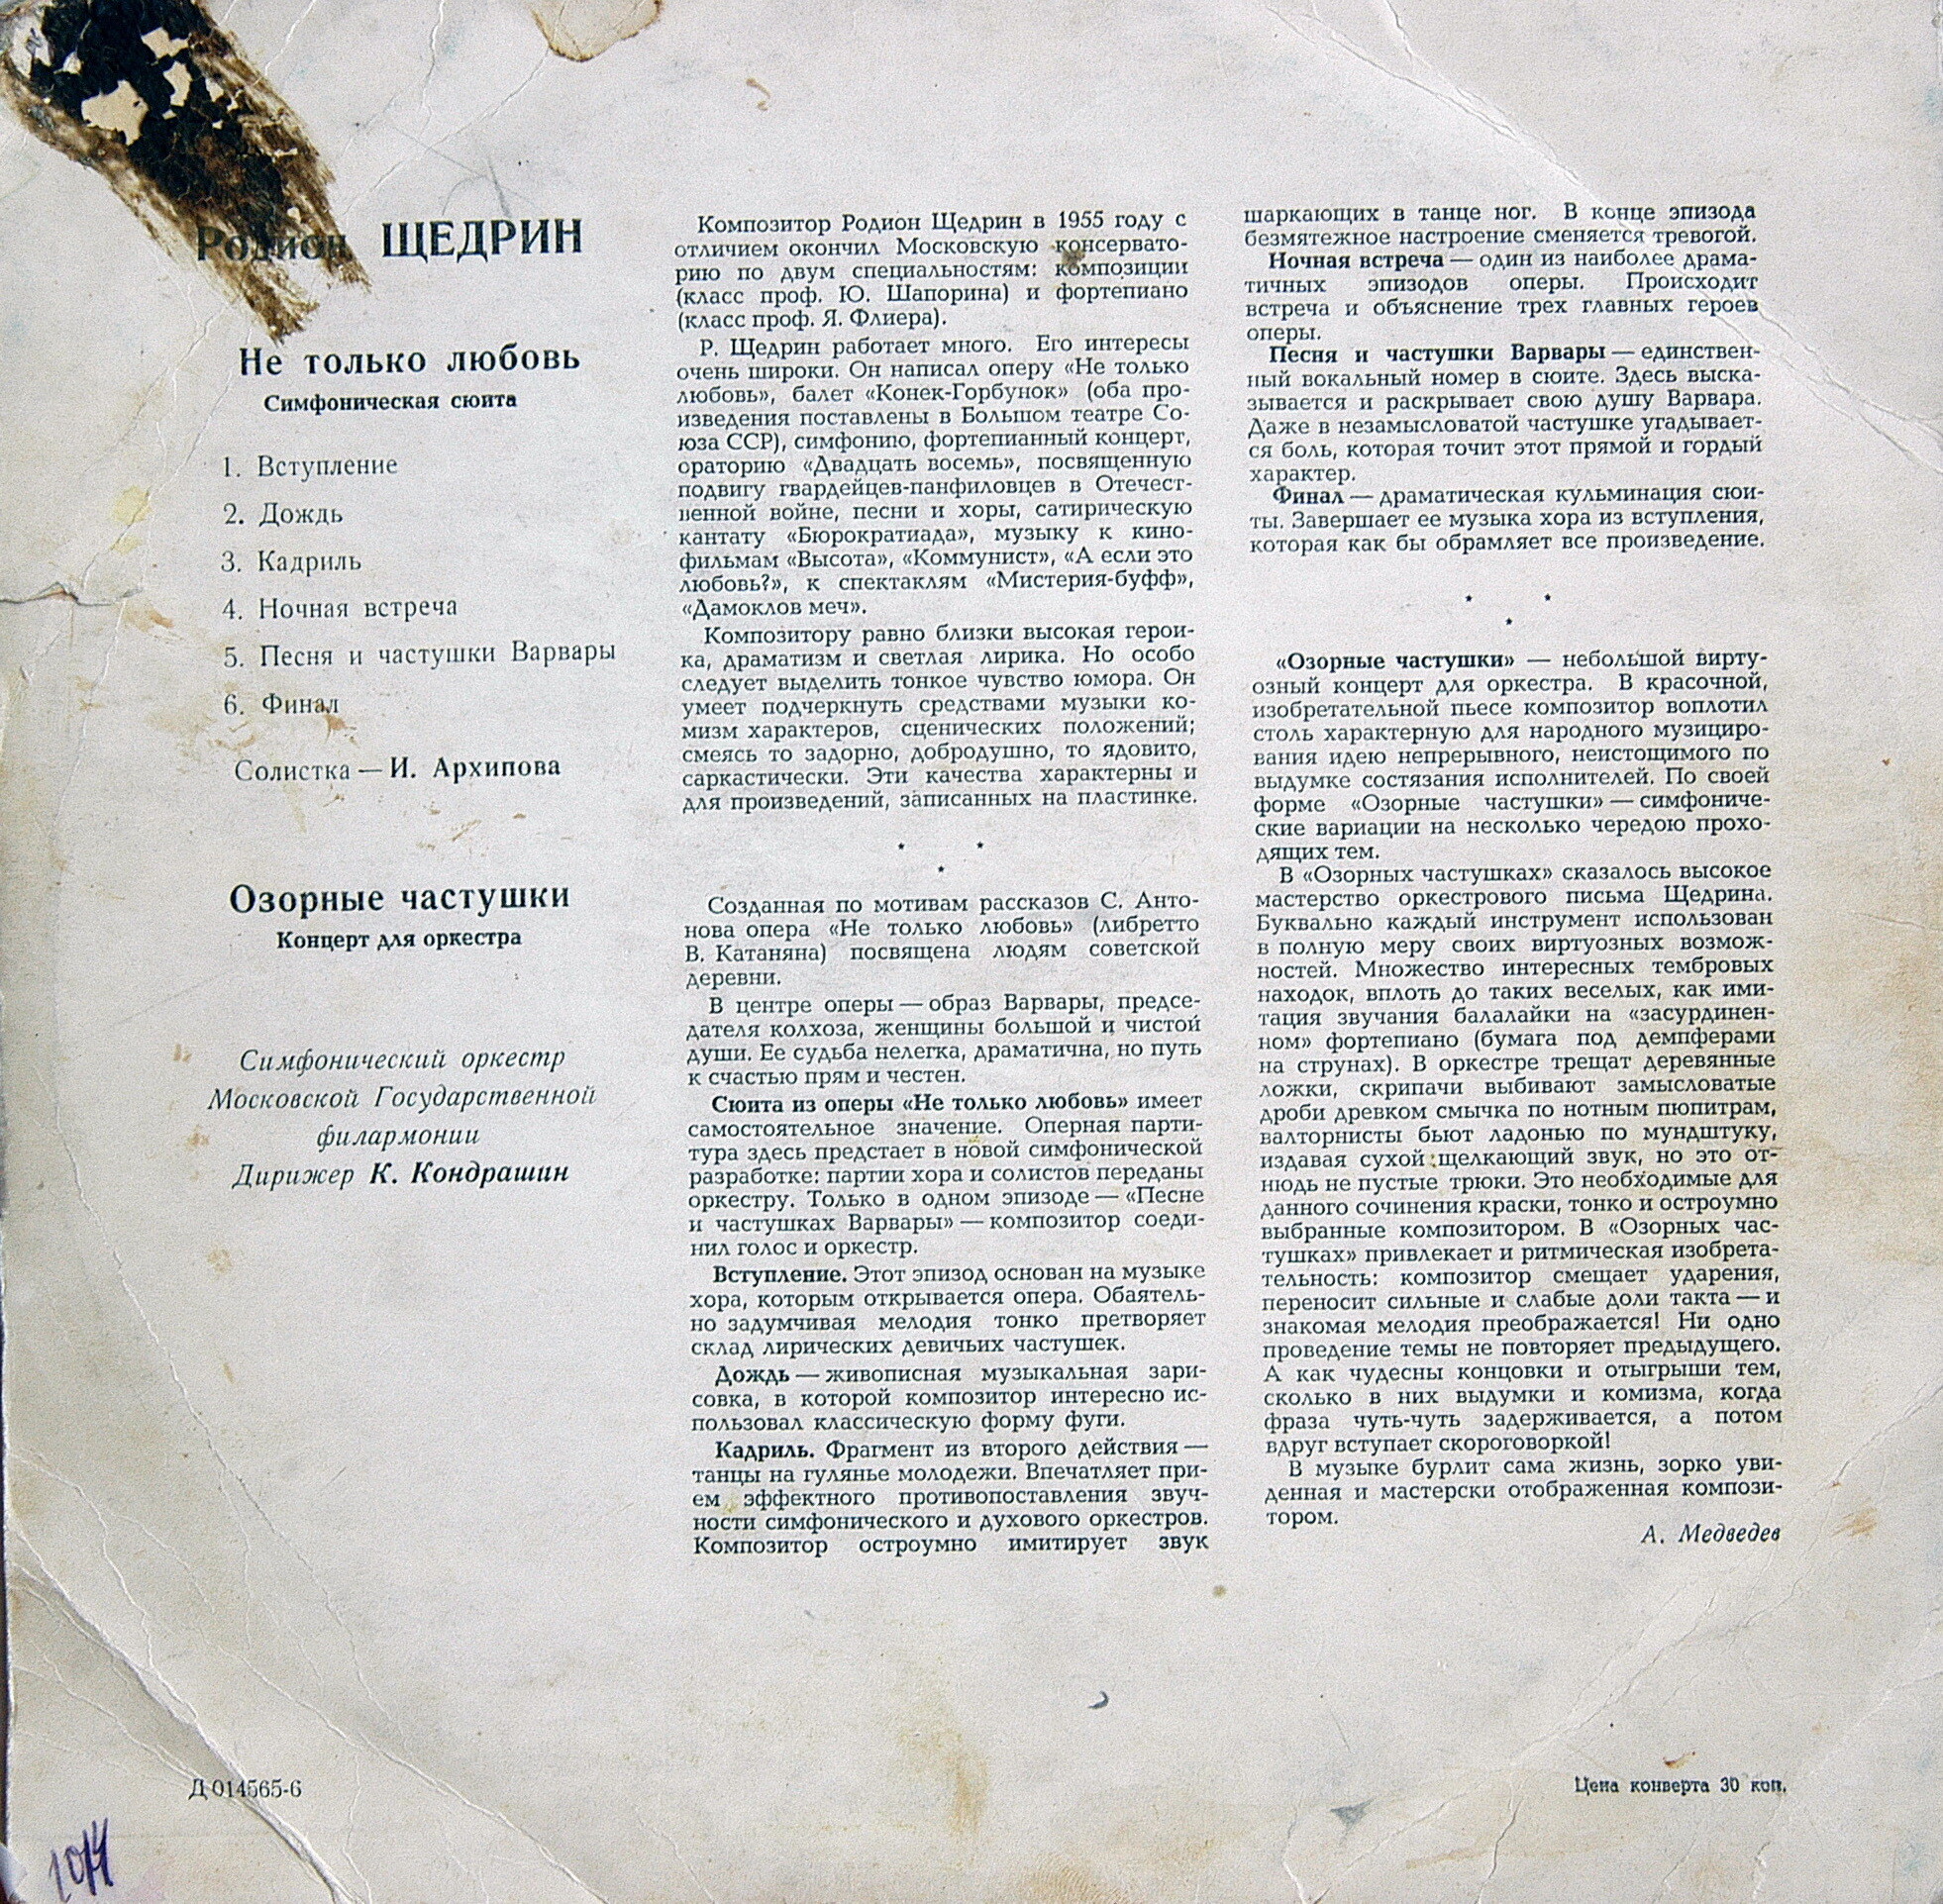 Родион ЩЕДРИН
Не только любовь
Симфоническая сюита
1. Вступление
2. Дождь
3. Кадриль
4. Ночная встреча
5. Песня и частушки Варвары
6. Финал
Солистка — И. Архипова
Озорные частушки
Концерт для оркестра
Симфонический оркестр
Московской Государственной
филармонии
Дирижер К. Кондрашин
Композитор Родион Щедрин в 1955 году с
отличием окончил Московскую консервато-
рию по двум специальностям: композиции
(класс проф. Ю. Шапорина) и фортепиано
(класс проф. Я. Флиера).
Р. Щедрин работает много. Его интересы
очень широки. Он написал оперу «Не только
любовь», балет «Конек-Горбунок» (оба про-
изведения поставлены в Большом театре Со-
юза ССР), симфонию, фортепианный концерт,
ораторию «Двадцать восемь», посвященную
подвигу гвардейцев-панфиловцев в Отечест-
венной войне, песни и хоры, сатирическую
кантату «Бюрократиада», музыку к кино-
фильмам «Высота», «Коммунист», «А если это
любовь?», к спектаклям «Мистерия-буфф»,
«Дамоклов меч».
Композитору равно близки высокая герои-
ка, драматизм и светлая лирика. Но особо
следует выделить тонкое чувство юмора. Он
умеет подчеркнуть средствами музыки ко-
мизм характеров, сценических положений;
смеясь то задорно, добродушно, то ядовито,
саркастически. Эти качества характерны и
для произведений, записанных на пластинке.
* *
*
Созданная по мотивам рассказов С. Анто-
нова опера «Не только любовь» (либретто
В. Катаняна) посвящена людям советской
деревни.
В центре оперы — образ Варвары, предсе-
дателя колхоза, женщины большой и чистой
души. Ее судьба нелегка, драматична, но путь
к счастью прям и честен.
Сюита из оперы «Не только любовь» имеет
самостоятельное значение. Оперная парти-
тура здесь предстает в новой симфонической
разработке: партии хора и солистов переданы
оркестру. Только в одном эпизоде — «Песне
и частушках Варвары» — композитор соеди-
нил голос и оркестр.
Вступление. Этот эпизод основан на музыке
хора, которым открывается опера. Обаятель-
но задумчивая мелодия тонко претворяет
склад лирических девичьих частушек.
Дождь — живописная музыкальная зари-
совка, в которой композитор интересно ис-
пользовал классическую форму фуги.
Кадриль. Фрагмент из второго действия —
танцы на гулянье молодежи. Впечатляет при-
ем эффектного противопоставления звуч-
ности симфонического и духового оркестров.
Композитор остроумно имитирует звук
шаркающих в танце ног. В конце эпизода
безмятежное настроение сменяется тревогой.
Ночная встреча — один из наиболее драма-
тичных эпизодов оперы. Происходит
встреча и объяснение трех главных героев
оперы.
Песня и частушки Варвары — единствен-
ный вокальный номер в сюите. Здесь выска-
зывается и раскрывает свою душу Варвара.
Даже в незамысловатой частушке угадывает-
ся боль, которая точит этот прямой и гордый
характер.
Финал — драматическая кульминация сюи-
ты. Завершает ее музыка хора из вступления,
которая как бы обрамляет все произведение.
* *
*
«Озорные частушки» — небольшой вирту-
озный концерт для оркестра. В красочной,
изобретательной пьесе композитор воплотил
столь характерную для народного музициро-
вания идею непрерывного, неистощимого по
выдумке состязания исполнителей. По своей
форме «Озорные частушки» — симфониче-
ские вариации на несколько чередою прохо-
дящих тем.
В «Озорных частушках» сказалось высокое
мастерство оркестрового письма Щедрина.
Буквально каждый инструмент использован
в полную меру своих виртуозных возмож-
ностей. Множество интересных тембровых
находок, вплоть до таких веселых, как ими-
тация звучания балалайки на «засурдинен-
ном» фортепиано (бумага под демпферами
на струнах). В оркестре трещат деревянные
ложки, скрипачи выбивают замысловатые
дроби древком смычка по нотным пюпитрам,
валторнисты бьют ладонью по мундштуку,
издавая сухой щелкающий звук, но это от-
нюдь не пустые трюки. Это необходимые для
данного сочинения краски, тонко и остроумно
выбранные композитором. В «Озорных час-
тушках» привлекает и ритмическая изобрета-
тельность: композитор смещает ударения,
переносит сильные и слабые доли такта — и
знакомая мелодия преображается! Ни одно
проведение темы не повторяет предыдущего.
А как чудесны концовки и отыгрыши тем,
сколько в них выдумки и комизма, когда
фраза чуть-чуть задерживается, а потом
вдруг вступает скороговоркой!
В музыке бурлит сама жизнь, зорко уви-
денная и мастерски отображенная компози-
тором.
А. Медведев
Д 014565-6
Цена конверта 30 коп.